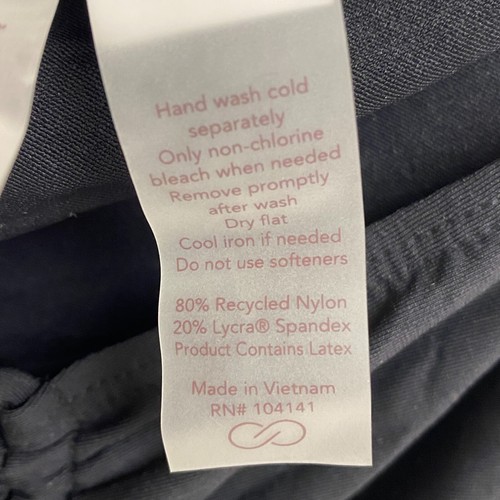 Hand wash cold
separately
Only non-chlorine
bleach when needed
Remove promptly
after wash
Dry flat
Cool iron if needed
Do not use softeners
80% Recycled Nylon
20% Lycra® Spandex
Product Contains Latex
Made in Vietnam
RN# 104141